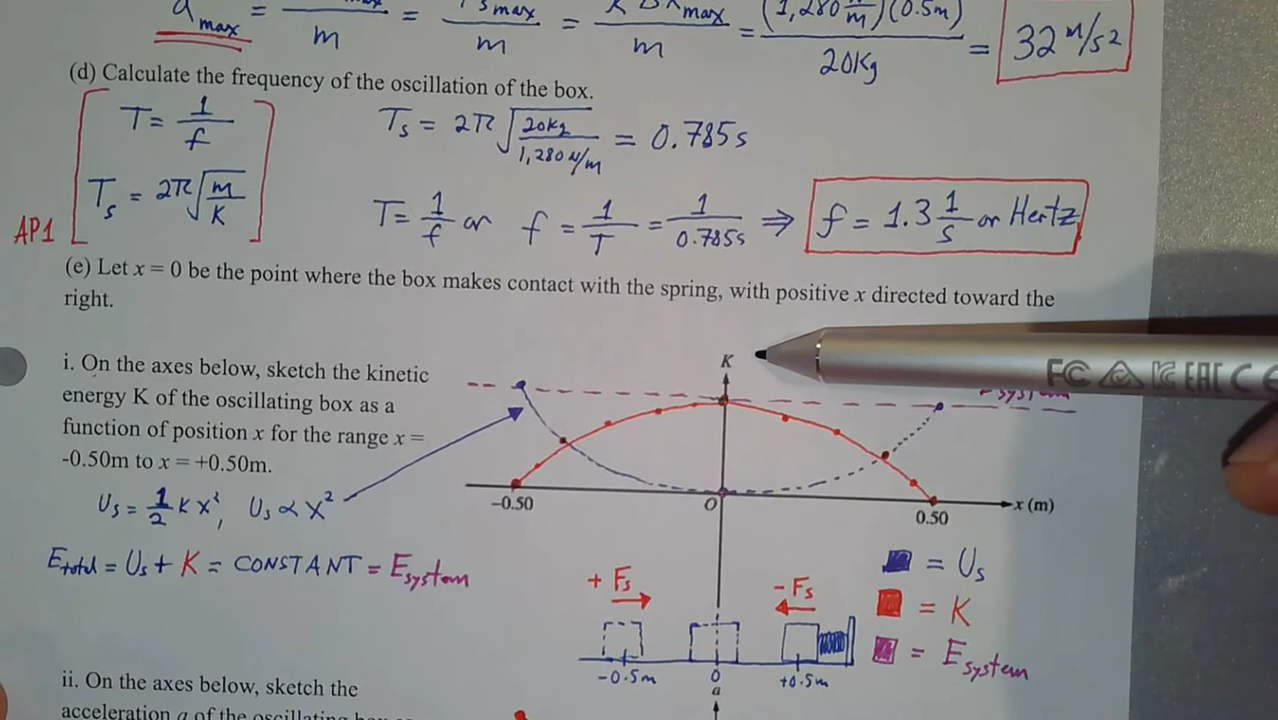 a max = = = = (1,280 N/m)(0.5m) = 32 m/s²
m m m 20Kg
(d) Calculate the frequency of the oscillation of the box.
T = 1/f
Ts = 2π√(20Kg/1,280 N/m) = 0.785s
Ts = 2π√(m/K)
AP1
T = 1/f or f = 1/T = 1/0.785s ⇒ f = 1.3 1/s or Hertz
(e) Let x = 0 be the point where the box makes contact with the spring, with positive x directed toward the
right.
i. On the axes below, sketch the kinetic
energy K of the oscillating box as a
function of position x for the range x =
-0.50m to x = +0.50m.
Us = 1/2 K x², Us ∝ x²
Etotal = Us + K = CONSTANT = Esystem
K
FC CE EAC
−0.50 O 0.50 x (m)
= Us
= K
= Esystem
+ Fs - Fs
-0.5m 0 +0.5m
a
ii. On the axes below, sketch the
acceleration a of the oscillating